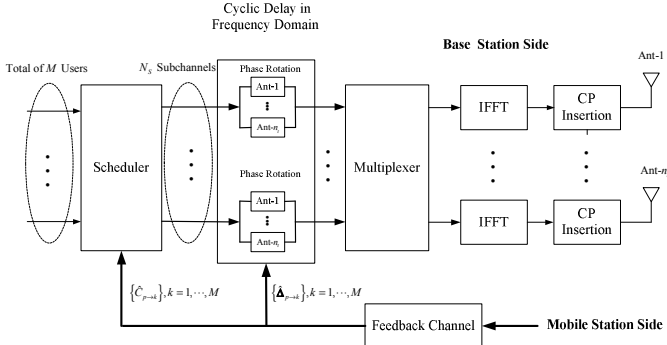 Cyclic Delay in
Frequency Domain
Base Station Side
Total of M Users
N_S Subchannels
Phase Rotation
Ant-1
Ant-n_t
Scheduler
Multiplexer
IFFT
CP
Insertion
Ant-1
Phase Rotation
Ant-1
Ant-n_t
IFFT
CP
Insertion
Ant-n
{Ĉ_{p→k}}, k = 1, ⋯, M
{Δ̂_{p→k}}, k = 1, ⋯, M
Feedback Channel
Mobile Station Side